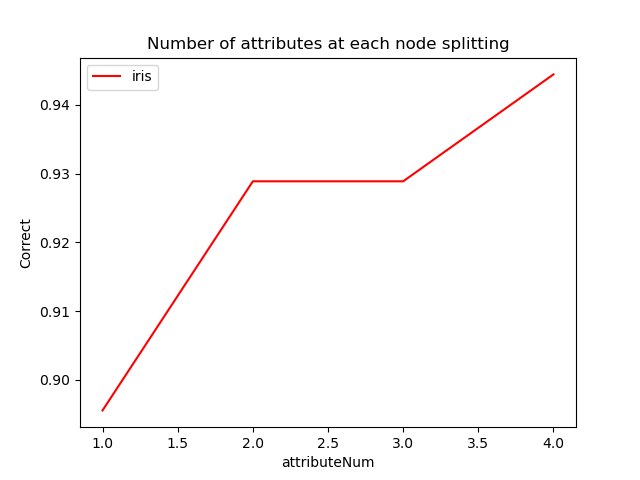 Number of attributes at each node splitting
iris
0.94
0.93
0.92
0.91
0.90
Correct
1.0 1.5 2.0 2.5 3.0 3.5 4.0
attributeNum